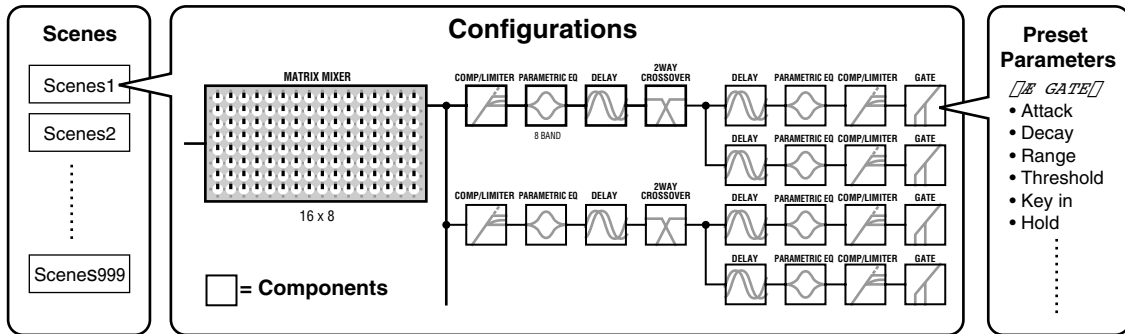 Scenes
Scenes1
Scenes2
Scenes999
Configurations
MATRIX MIXER
16 x 8
COMP/LIMITER PARAMETRIC EQ DELAY 2WAY CROSSOVER DELAY PARAMETRIC EQ COMP/LIMITER GATE
8 BAND
DELAY PARAMETRIC EQ COMP/LIMITER GATE
COMP/LIMITER PARAMETRIC EQ DELAY 2WAY CROSSOVER DELAY PARAMETRIC EQ COMP/LIMITER GATE
DELAY PARAMETRIC EQ COMP/LIMITER GATE
= Components
Preset
Parameters
Æ GATE
• Attack
• Decay
• Range
• Threshold
• Key in
• Hold